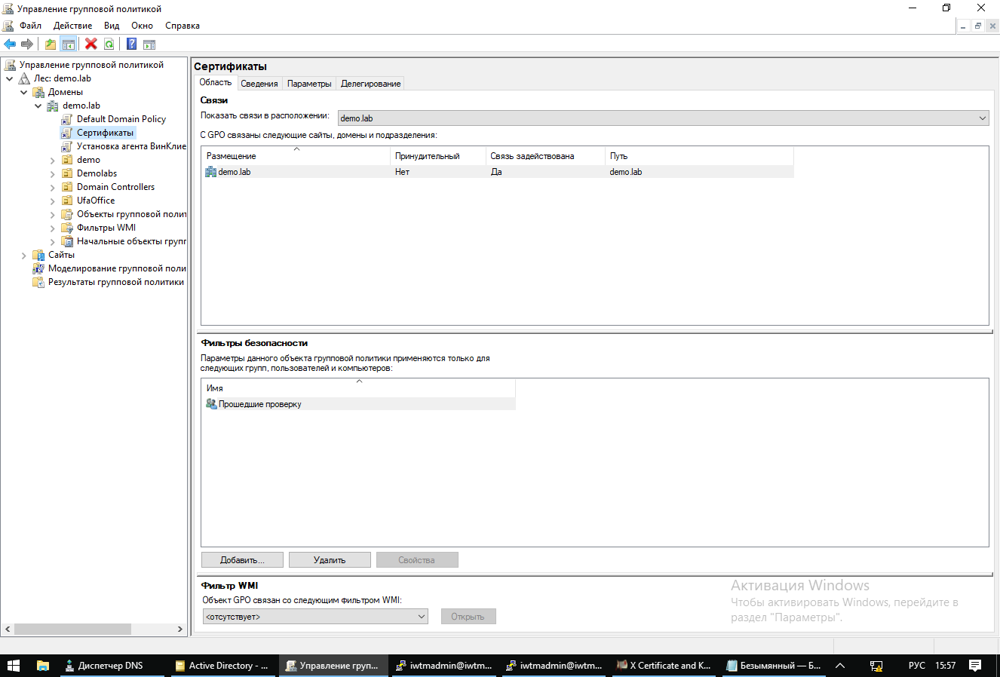 Управление групповой политикой
Файл Действие Вид Окно Справка
Управление групповой политикой
Лес: demo.lab
Домены
demo.lab
Default Domain Policy
Сертификаты
Установка агента ВинКлие
demo
Demolabs
Domain Controllers
UfaOffice
Объекты групповой полит
Фильтры WMI
Начальные объекты групп
Сайты
Моделирование групповой поли
Результаты групповой политики
Сертификаты
Область Сведения Параметры Делегирование
Связи
Показать связи в расположении: demo.lab
С GPO связаны следующие сайты, домены и подразделения:
Размещение Принудительный Связь задействована Путь
demo.lab Нет Да demo.lab
Фильтры безопасности
Параметры данного объекта групповой политики применяются только для
следующих групп, пользователей и компьютеров:
Имя
Прошедшие проверку
Добавить... Удалить Свойства
Фильтр WMI
Объект GPO связан со следующим фильтром WMI:
<отсутствует> Открыть
Активация Windows
Чтобы активировать Windows, перейдите в
раздел "Параметры".
Диспетчер DNS Active Directory - ... Управление груп... iwtmadmin@iwtm... iwtmadmin@iwtm... X Certificate and K... Безымянный — Б... РУС 15:57